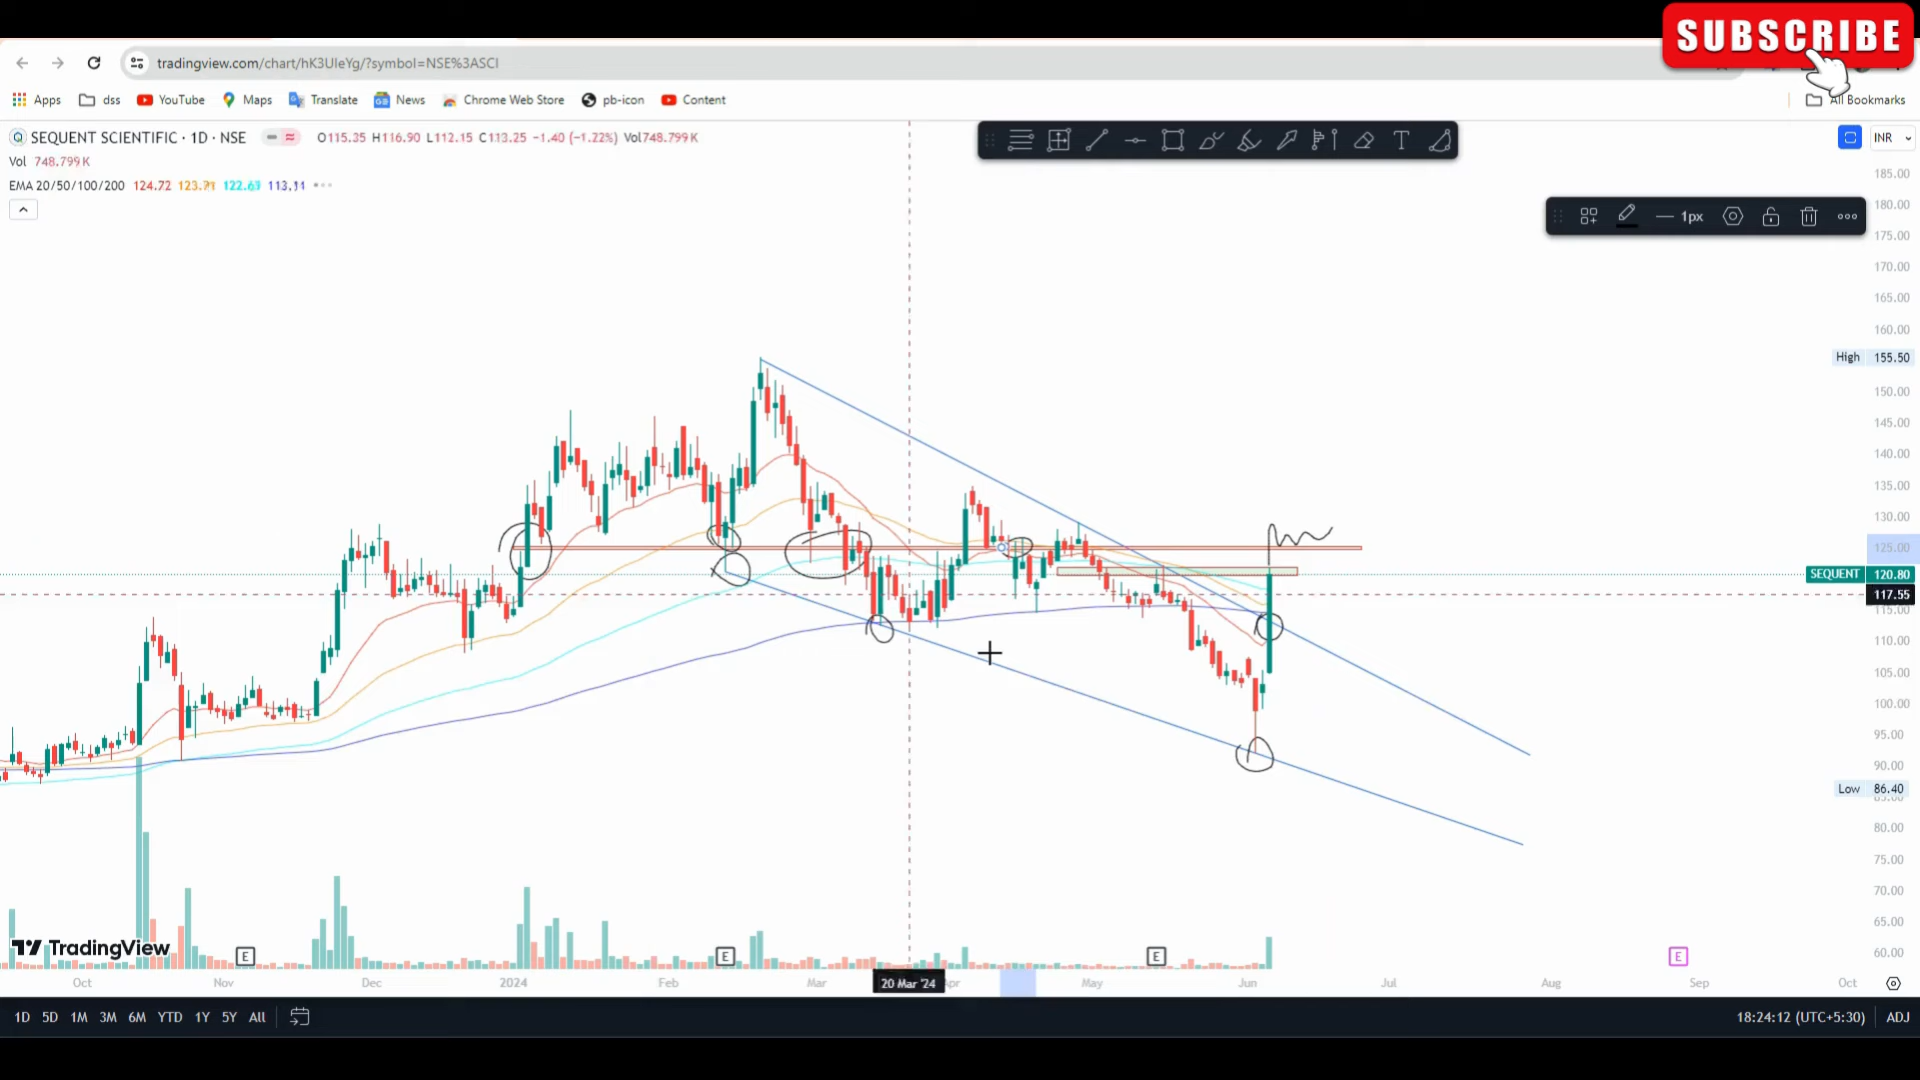 SUBSCRIBE
tradingview.com/chart/hK3UIeYg/?symbol=NSE%3ASCI
Apps dss YouTube Maps Translate News Chrome Web Store pb-icon Content All Bookmarks
SEQUENT SCIENTIFIC · 1D · NSE O115.35 H116.90 L112.15 C113.25 −1.40 (−1.22%) Vol748.799K INR
Vol 748.799K
EMA 20/50/100/200 124.72 123.71 122.67 113.11
1px
185.00
180.00
175.00
170.00
165.00
160.00
High 155.50
150.00
145.00
140.00
135.00
130.00
125.00
SEQUENT 120.80
117.55
115.00
110.00
105.00
100.00
95.00
90.00
Low 86.40
80.00
75.00
70.00
65.00
60.00
TradingView
E E E E
Oct Nov Dec 2024 Feb Mar 20 Mar '24 Apr May Jun Jul Aug Sep Oct
1D 5D 1M 3M 6M YTD 1Y 5Y All 18:24:12 (UTC+5:30) ADJ